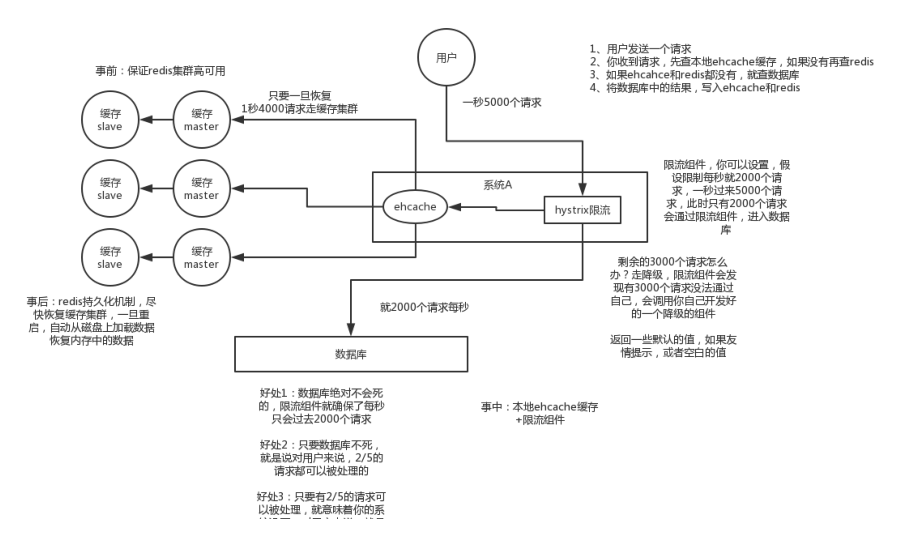 用户
1、用户发送一个请求
2、你收到请求，先查本地ehcache缓存，如果没有再查redis
3、如果ehcahce和redis都没有，就查数据库
4、将数据库中的结果，写入ehcache和redis
事前：保证redis集群高可用
只要一旦恢复
1秒4000请求走缓存集群
一秒5000个请求
缓存
slave
缓存
master
缓存
slave
缓存
master
缓存
slave
缓存
master
系统A
ehcache
hystrix限流
限流组件，你可以设置，假
设限制每秒就2000个请
求，一秒过来5000个请
求，此时只有2000个请求
会通过限流组件，进入数据
库
剩余的3000个请求怎么
办？走降级，限流组件会发
现有3000个请求没法通过
自己，会调用你自己开发好
的一个降级的组件
返回一些默认的值，如果友
情提示，或者空白的值
事后：redis持久化机制，尽
快恢复缓存集群，一旦重
启，自动从磁盘上加载数据
恢复内存中的数据
就2000个请求每秒
数据库
好处1：数据库绝对不会死
的，限流组件就确保了每秒
只会过去2000个请求
好处2：只要数据库不死，
就是说对用户来说，2/5的
请求都可以被处理的
好处3：只要有2/5的请求可
以被处理，就意味着你的系
事中：本地ehcache缓存
+限流组件